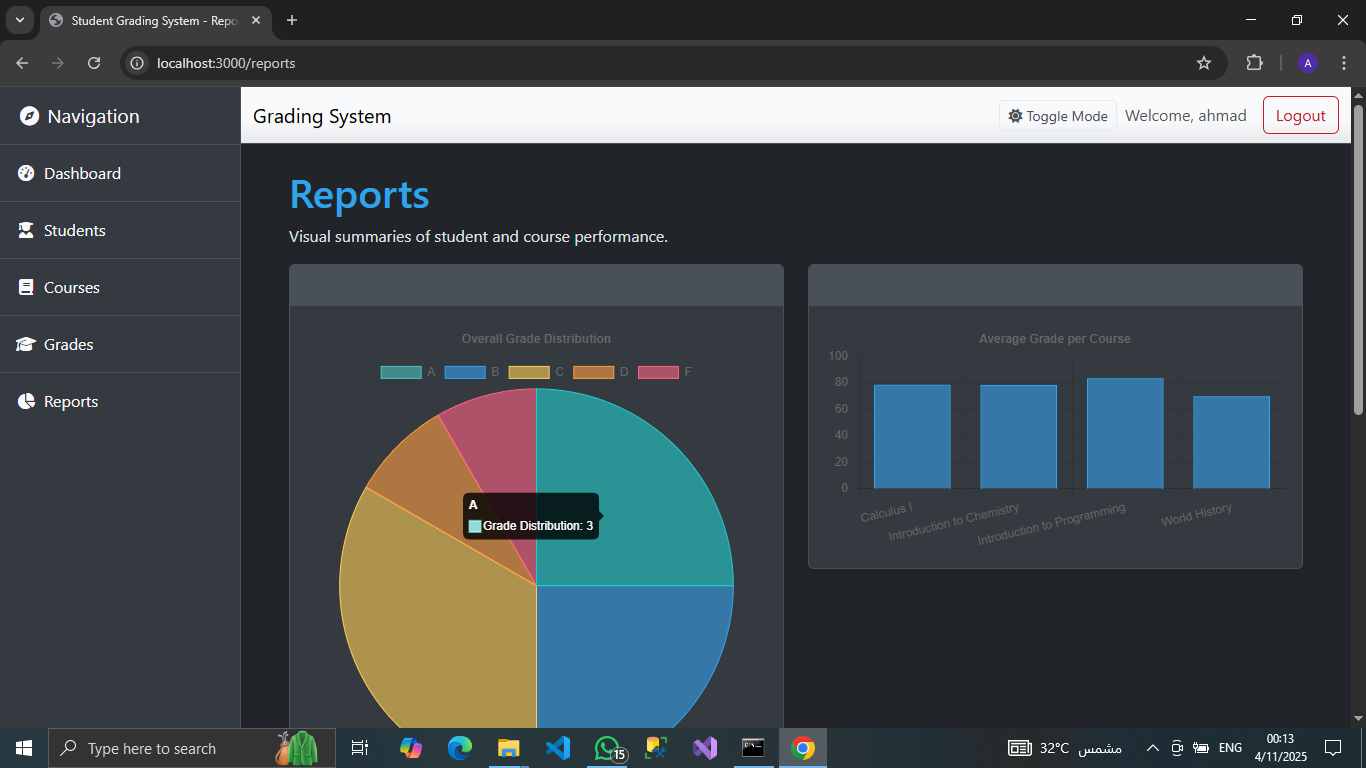 Student Grading System - Repo
localhost:3000/reports
A
Navigation
Dashboard
Students
Courses
Grades
Reports
Grading System
Toggle Mode
Welcome, ahmad
Logout
Reports
Visual summaries of student and course performance.
Overall Grade Distribution
A B C D F
A
Grade Distribution: 3
Average Grade per Course
100
80
60
40
20
0
Calculus I
Introduction to Chemistry
Introduction to Programming
World History
Type here to search
15
32°C مشمس
ENG
00:13
4/11/2025